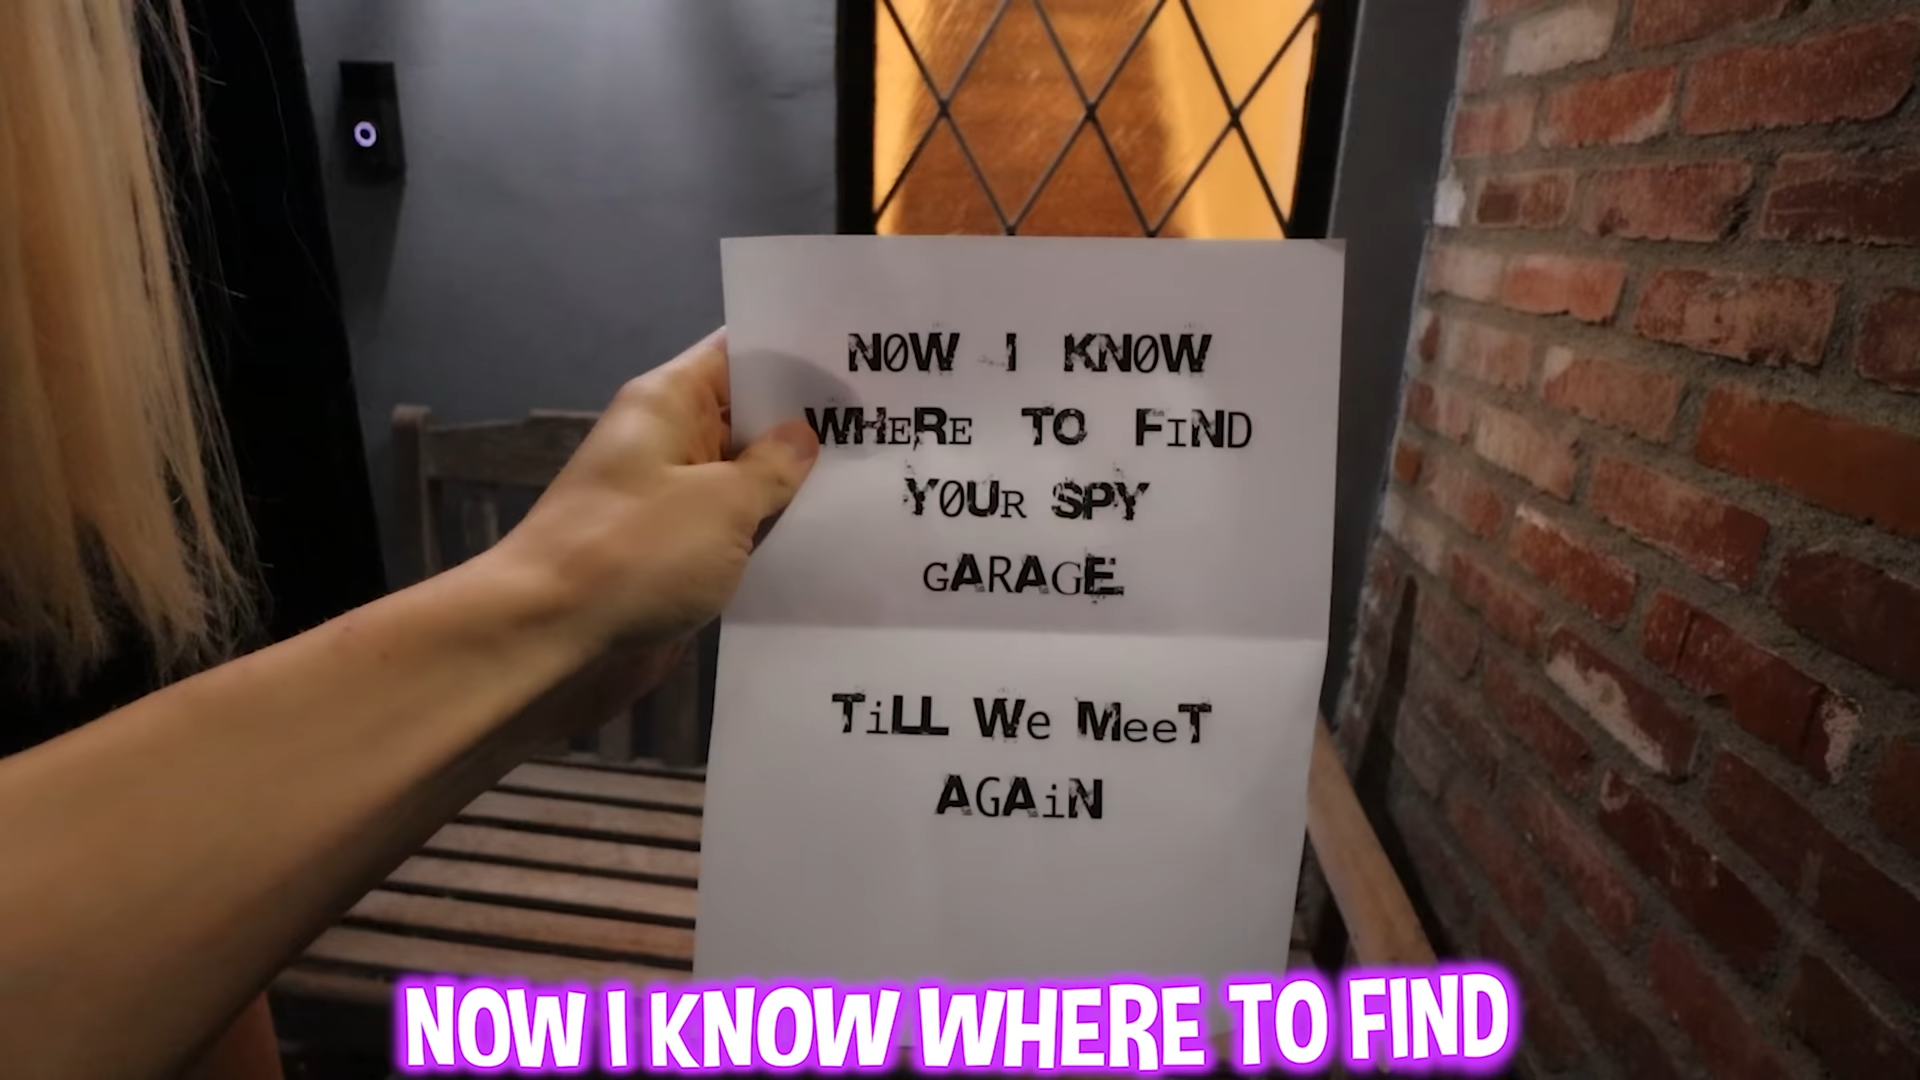 N0W I KN0W
WHERE TO FIND
Y0UR SPY
GARAGE
TiLL We MeeT
AGAiN
NOW I KNOW WHERE TO FIND